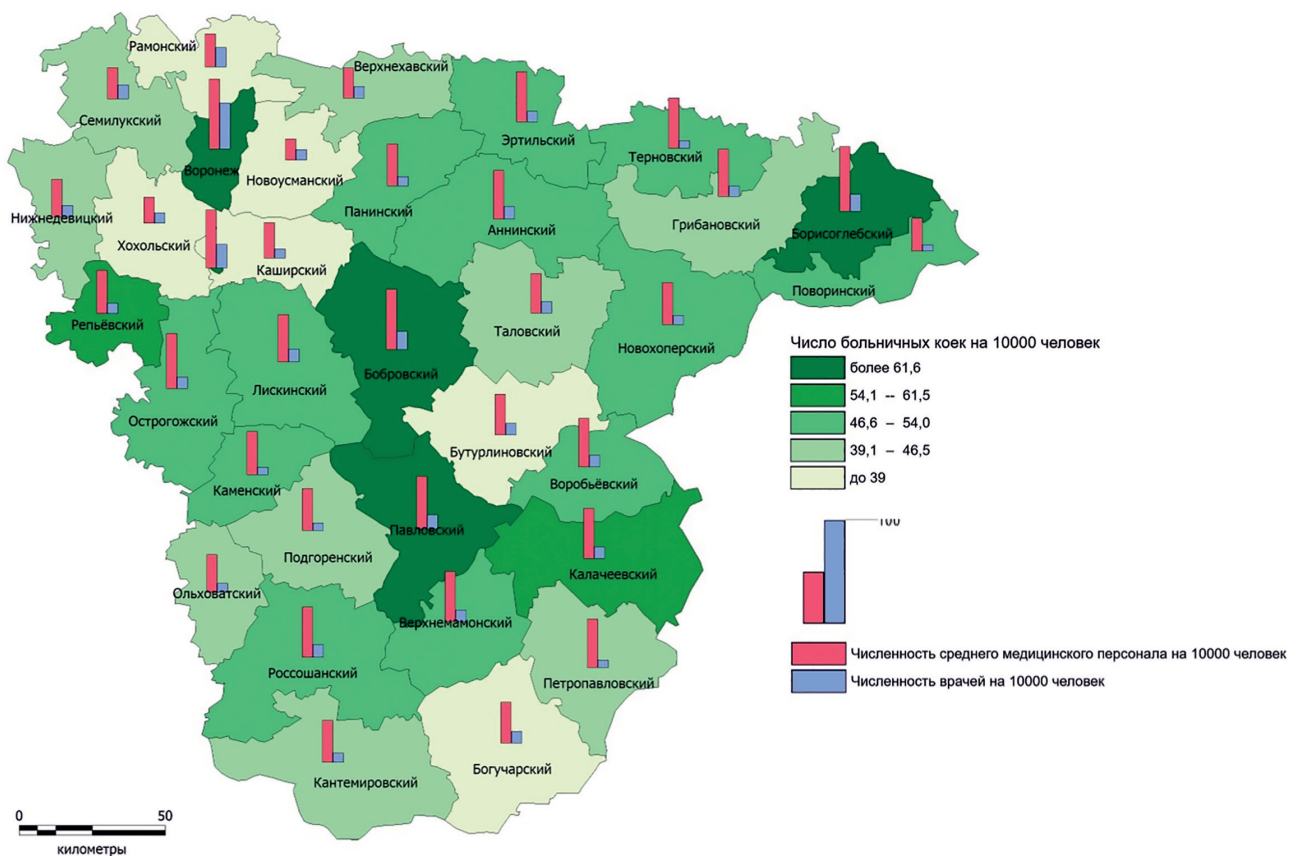 Рамонский
Верхнехавский
Семилукский
Эртильский
Терновский
Воронеж
Новоусманский
Панинский
Нижнедевицкий
Грибановский
Аннинский
Борисоглебский
Хохольский
Каширский
Поворинский
Репьёвский
Таловский
Новохоперский
Лискинский
Бобровский
Острогожский
Бутурлиновский
Воробьёвский
Каменский
Павловский
Подгоренский
Калачеевский
Ольховатский
Верхнемамонский
Россошанский
Петропавловский
Богучарский
Кантемировский
Число больничных коек на 10000 человек
более 61,6
54,1 -- 61,5
46,6 – 54,0
39,1 – 46,5
до 39
100
Численность среднего медицинского персонала на 10000 человек
Численность врачей на 10000 человек
0 50
километры